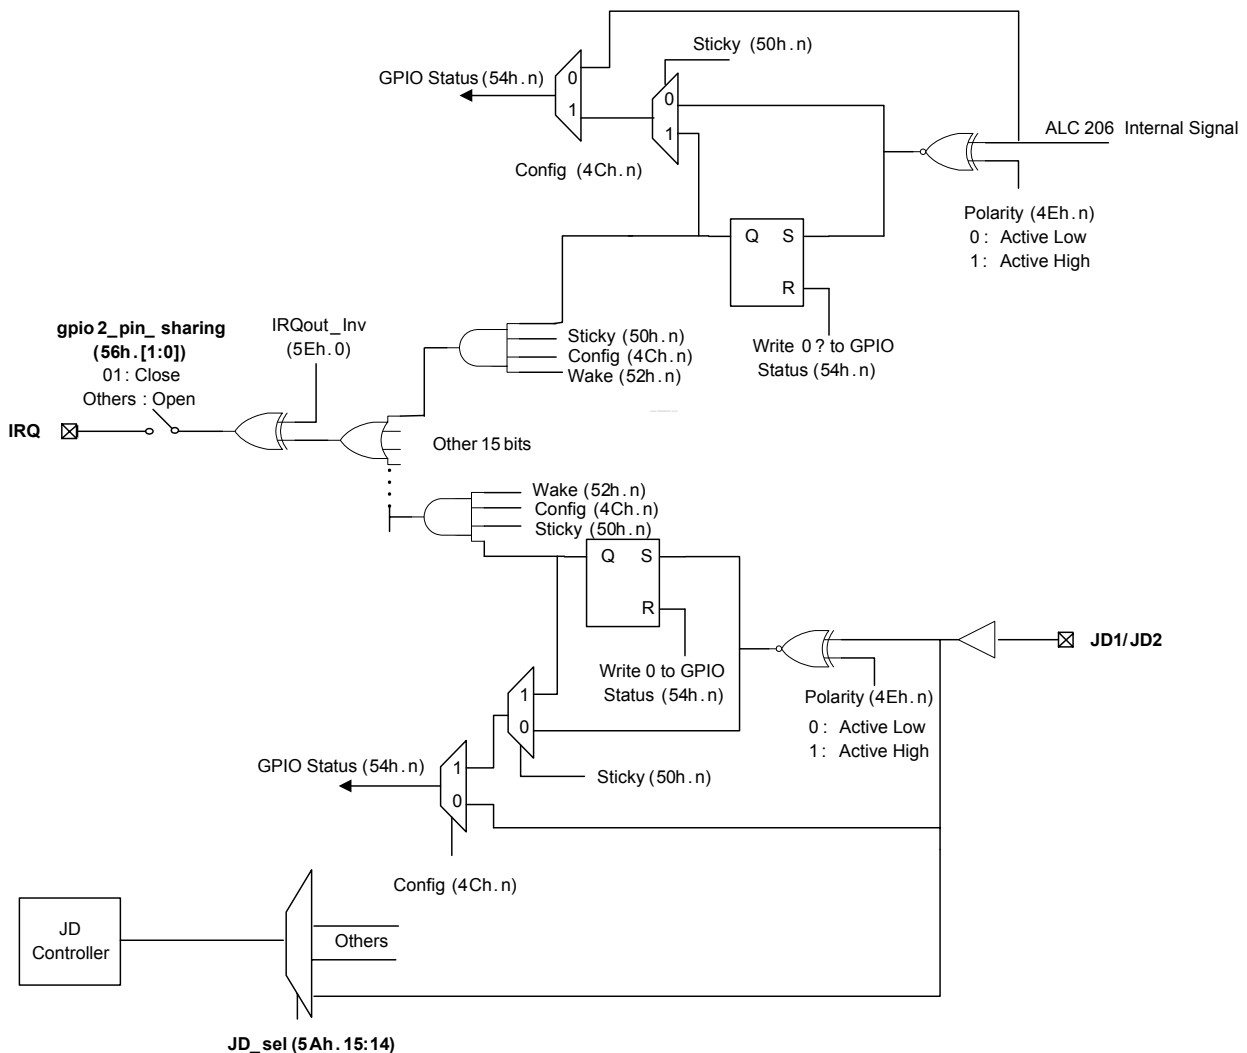 Sticky (50h.n)
GPIO Status (54h.n)
0
1
0
1
ALC 206 Internal Signal
Config (4Ch.n)
Polarity (4Eh.n)
0: Active Low
1: Active High
Q S
R
gpio2_pin_ sharing
(56h.[1:0])
01: Close
Others : Open
IRQout_Inv
(5Eh.0)
Sticky (50h.n)
Config (4Ch.n)
Wake (52h.n)
Write 0 ? to GPIO
Status (54h.n)
IRQ
Other 15 bits
Wake (52h.n)
Config (4Ch.n)
Sticky (50h.n)
Q S
R
JD1/JD2
Write 0 to GPIO
Status (54h.n)
Polarity (4Eh.n)
0: Active Low
1: Active High
1
0
GPIO Status (54h.n)
1
0
Sticky (50h.n)
Config (4Ch.n)
JD
Controller
Others
JD_sel (5Ah.15:14)